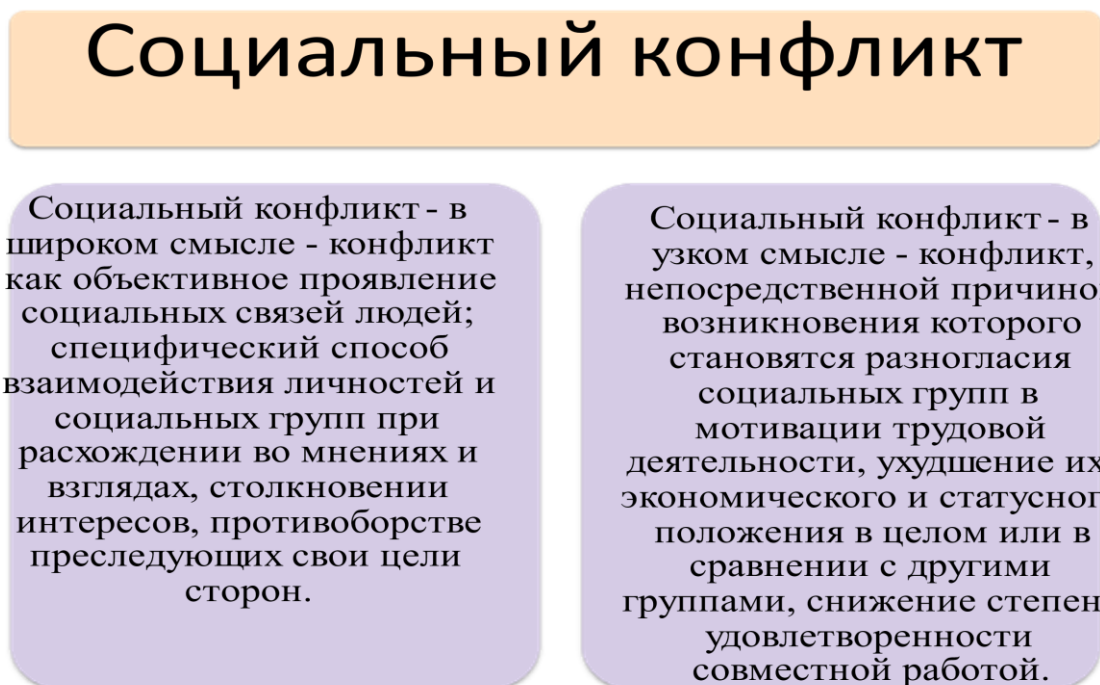 Социальный конфликт
Социальный конфликт - в
широком смысле - конфликт
как объективное проявление
социальных связей людей;
специфический способ
взаимодействия личностей и
социальных групп при
расхождении во мнениях и
взглядах, столкновении
интересов, противоборстве
преследующих свои цели
сторон.
Социальный конфликт - в
узком смысле - конфликт,
непосредственной причино
возникновения которого
становятся разногласия
социальных групп в
мотивации трудовой
деятельности, ухудшение их
экономического и статусног
положения в целом или в
сравнении с другими
группами, снижение степен
удовлетворенности
совместной работой.